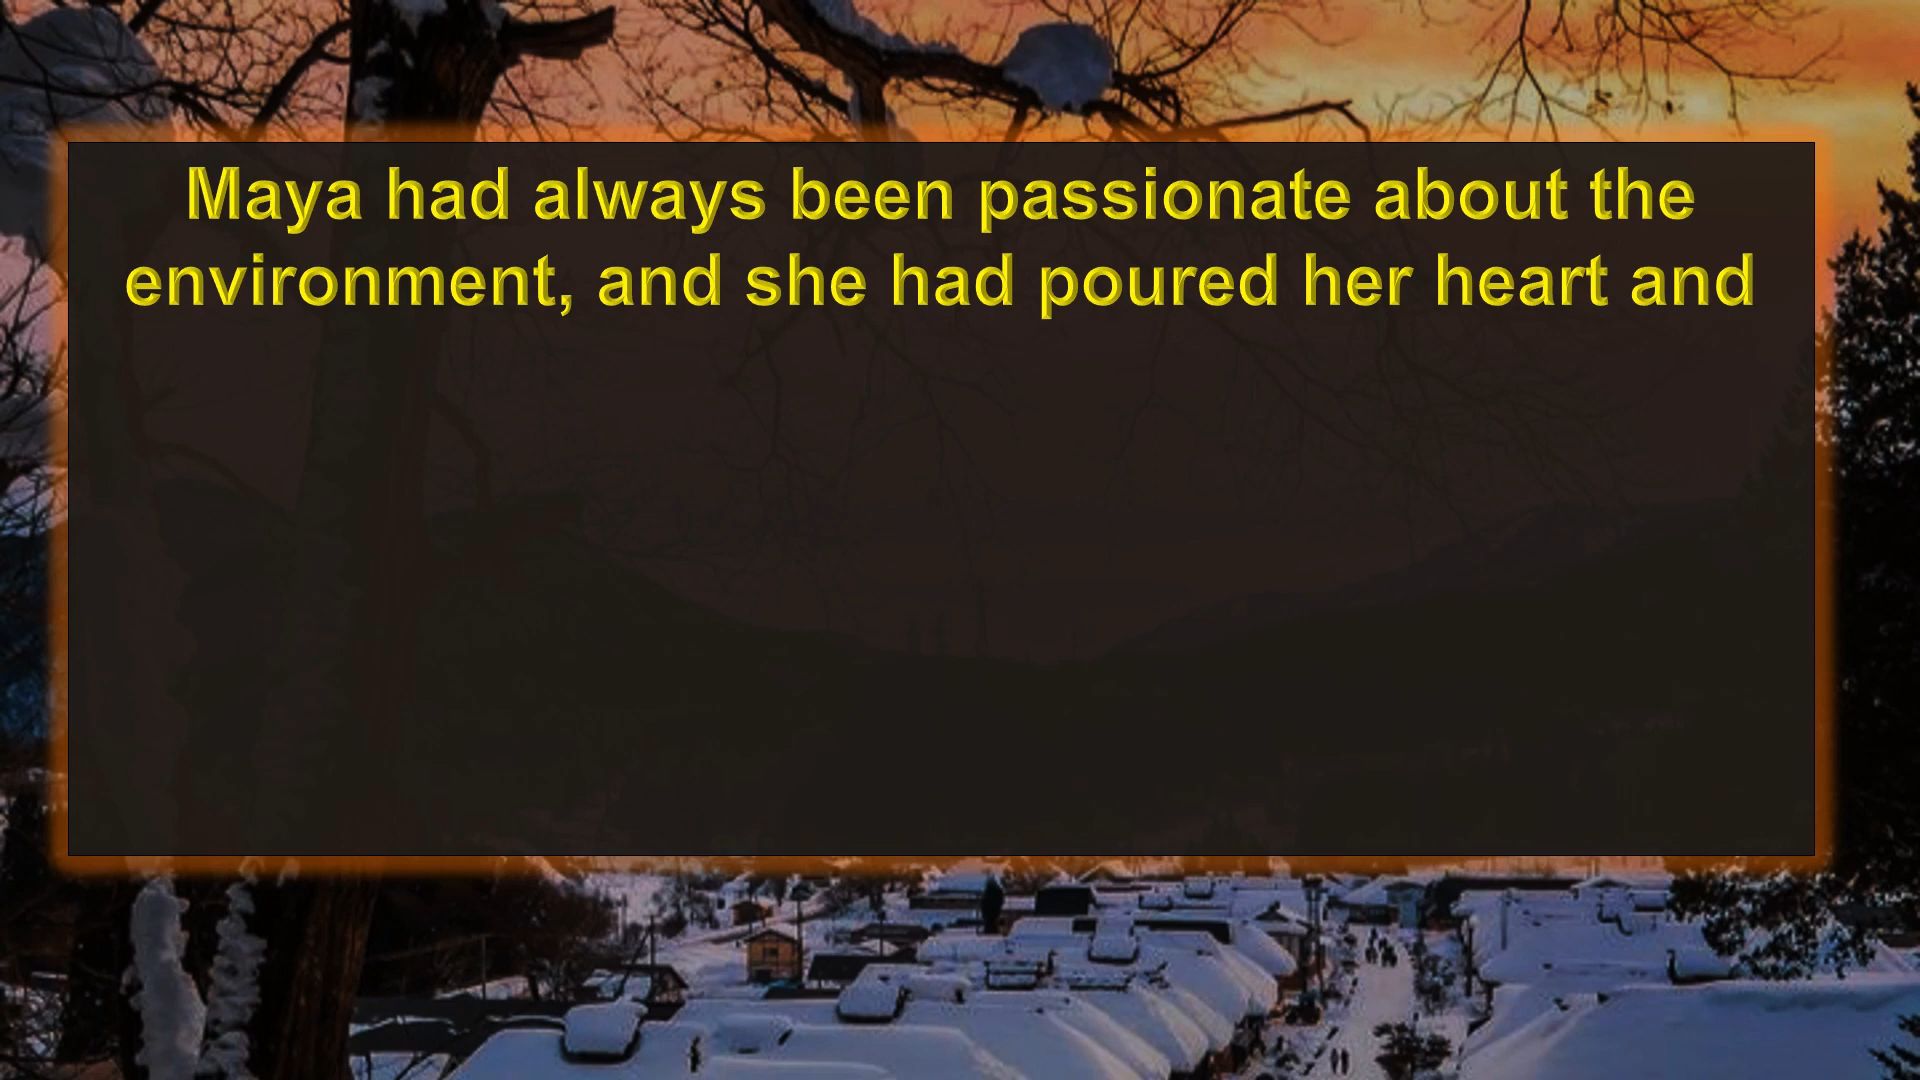 Maya had always been passionate about the
environment, and she had poured her heart and